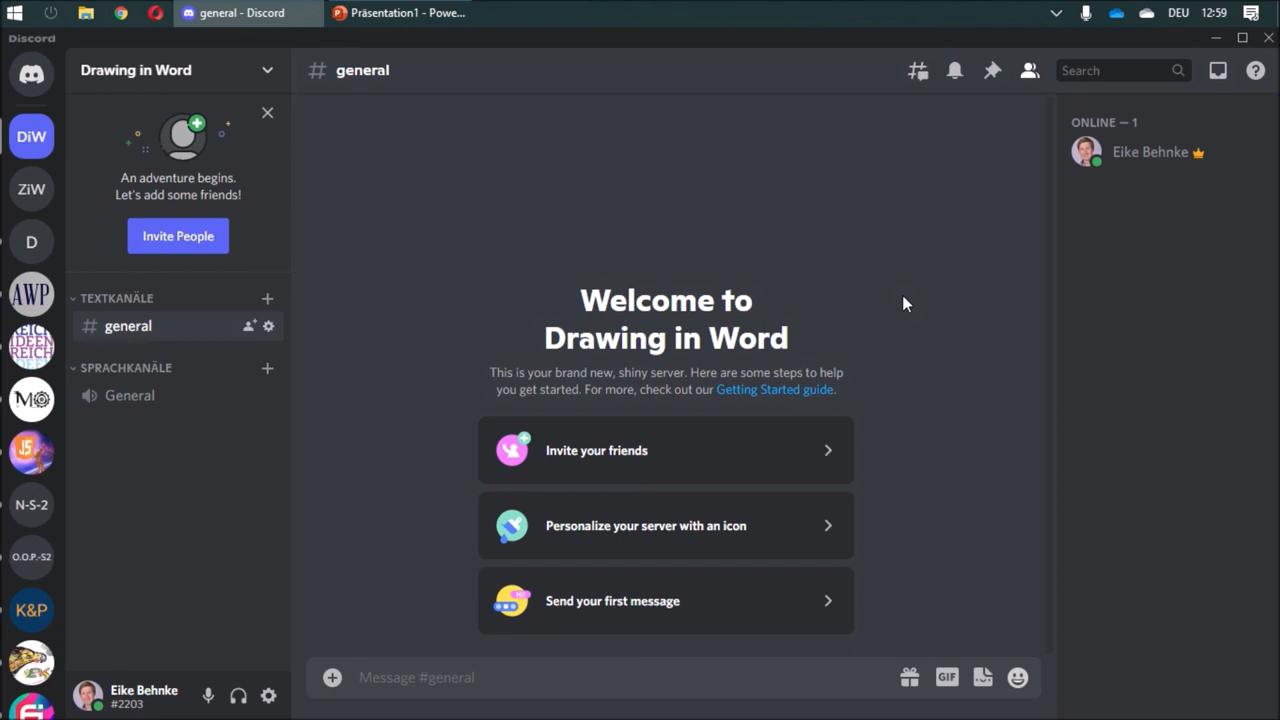 general - Discord
Präsentation1 - Powe...
DEU
12:59
Discord
Drawing in Word
general
Search
DiW
ZiW
D
AWP
REICH
IDEEN
REICH
JS
N-S-2
O.O.P.-S2
K&P
An adventure begins.
Let's add some friends!
Invite People
TEXTKANÄLE
general
SPRACHKANÄLE
General
Eike Behnke
#2203
Welcome to
Drawing in Word
This is your brand new, shiny server. Here are some steps to help
you get started. For more, check out our Getting Started guide.
Invite your friends
Personalize your server with an icon
Send your first message
Message #general
GIF
ONLINE — 1
Eike Behnke